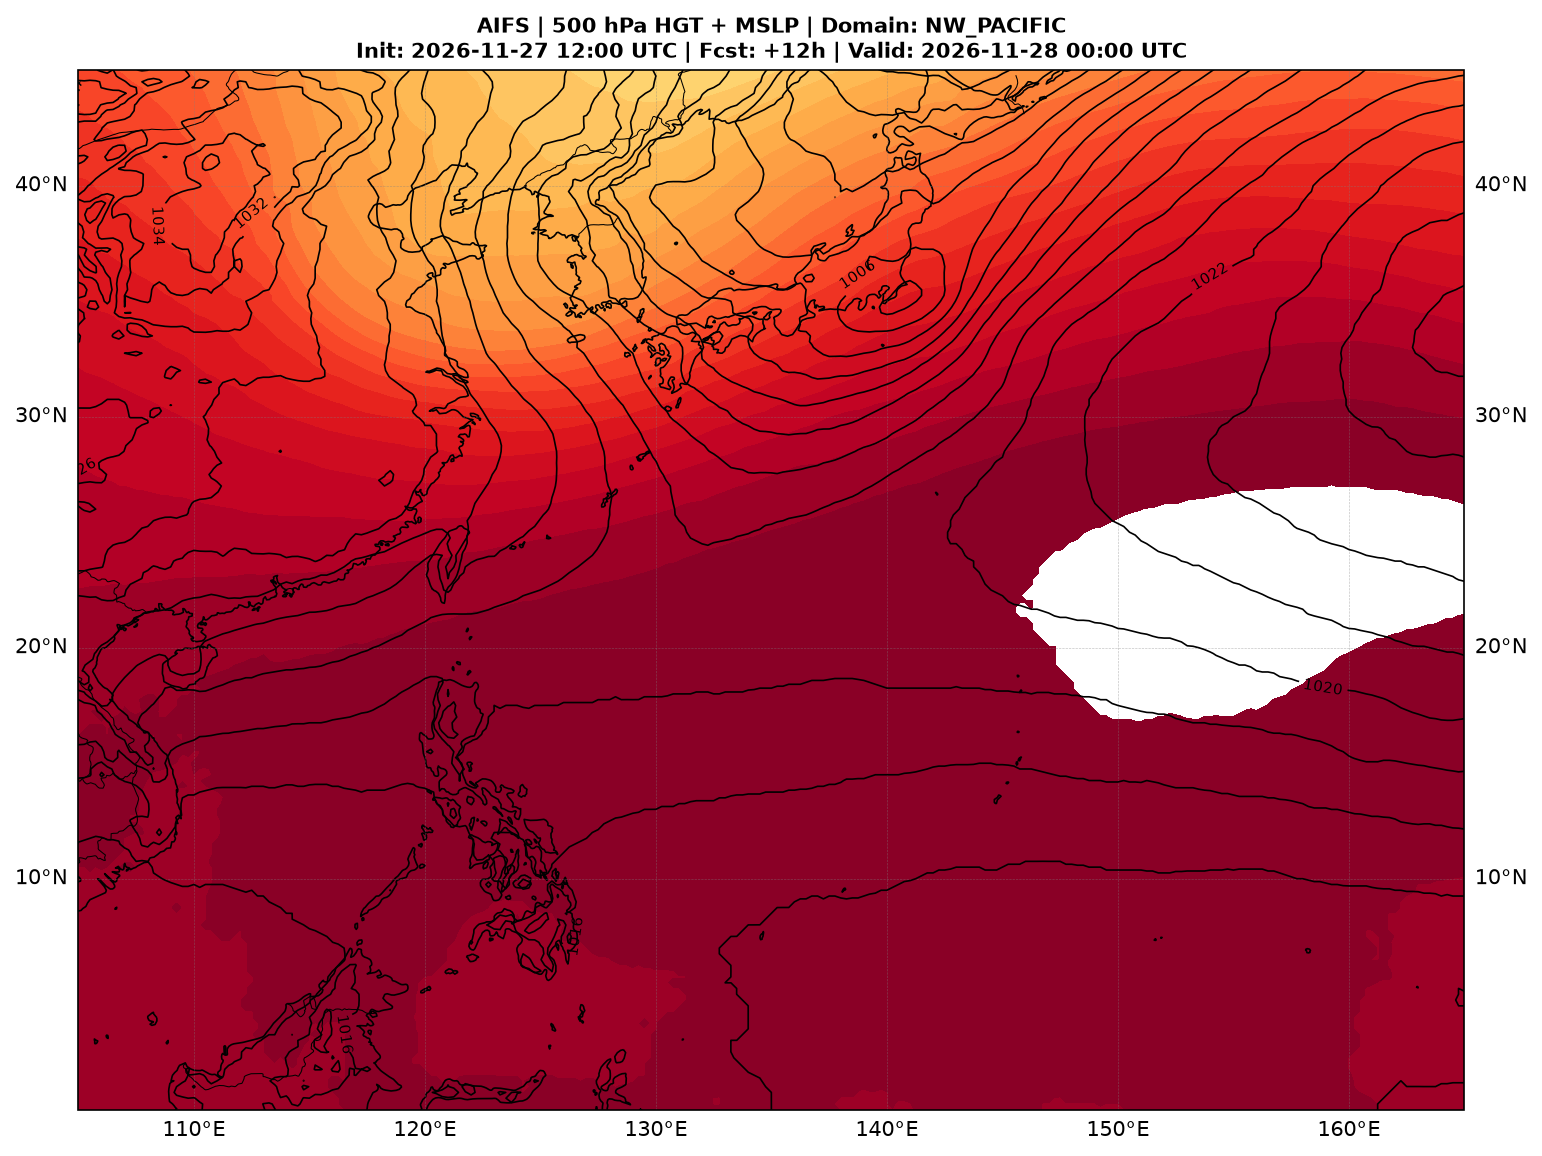 AIFS | 500 hPa HGT + MSLP | Domain: NW_PACIFIC
Init: 2026-11-27 12:00 UTC | Fcst: +12h | Valid: 2026-11-28 00:00 UTC
40°N
40°N
1032
1034
1006
1022
30°N
30°N
26
20°N
20°N
1020
10°N
10°N
1016
1016
110°E
120°E
130°E
140°E
150°E
160°E